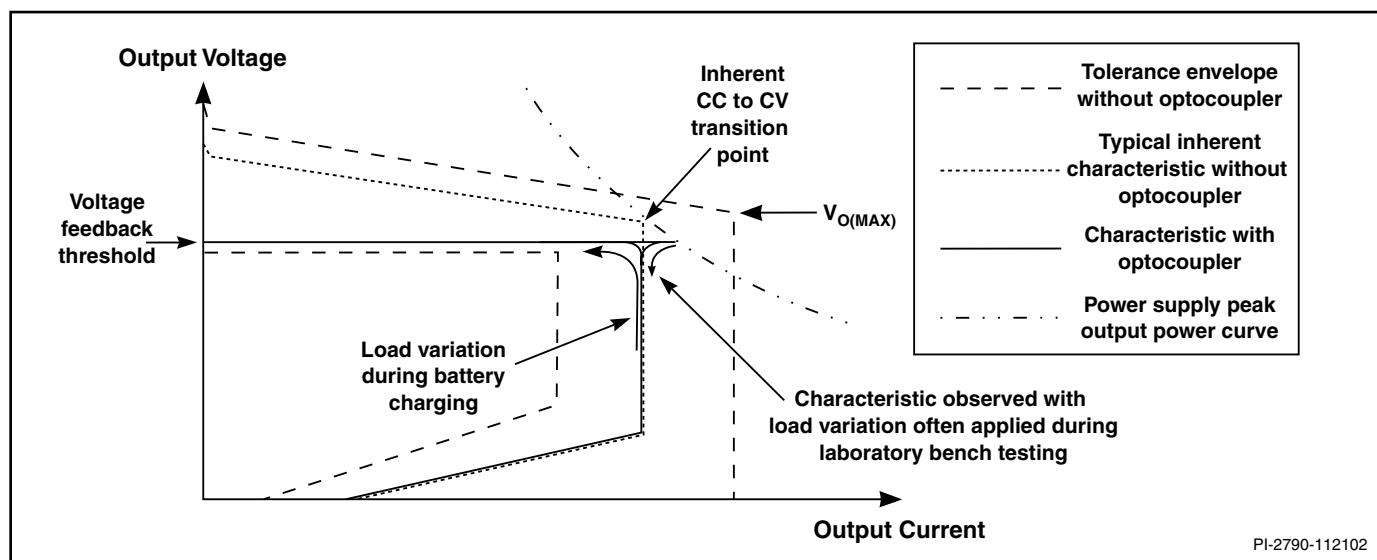 Output Voltage
Inherent
CC to CV
transition
point
Tolerance envelope
without optocoupler
Typical inherent
characteristic without
optocoupler
Characteristic with
optocoupler
Power supply peak
output power curve
Voltage
feedback
threshold
VO(MAX)
Load variation
during battery
charging
Characteristic observed with
load variation often applied during
laboratory bench testing
Output Current
PI-2790-112102